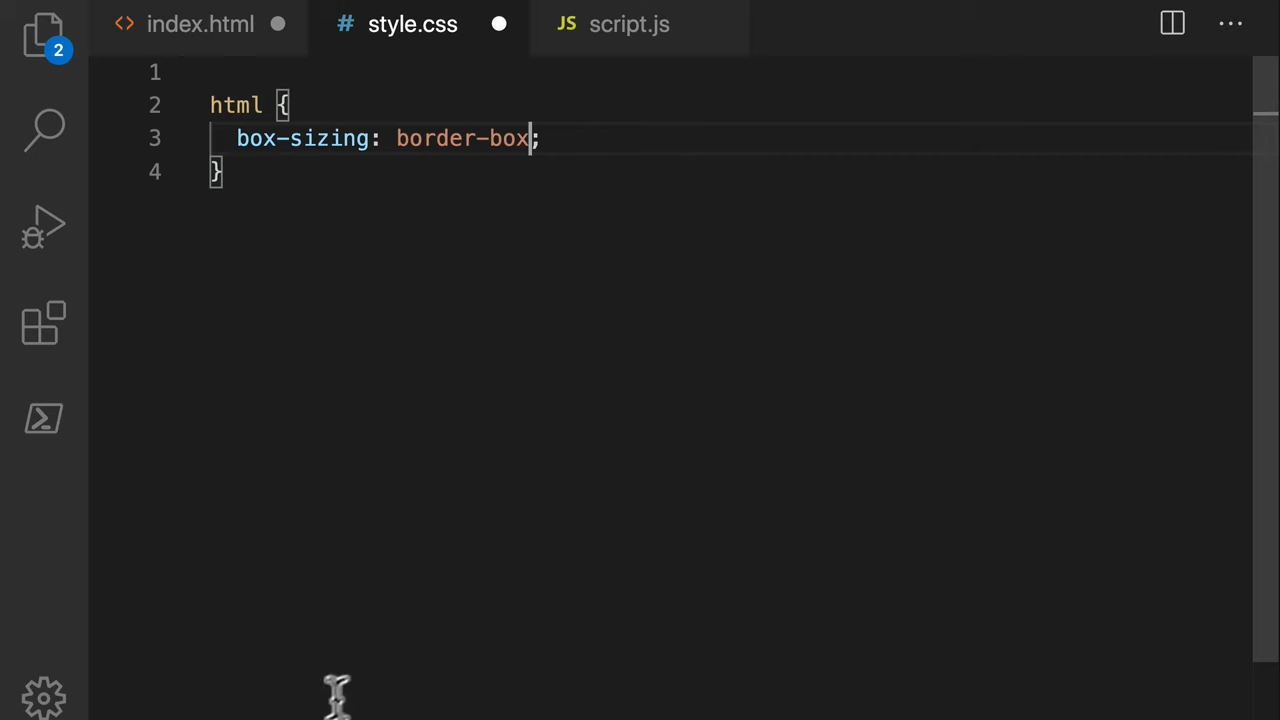 index.html
# style.css
JS script.js
···
2
1
2 html {
3 box-sizing: border-box;
4 }